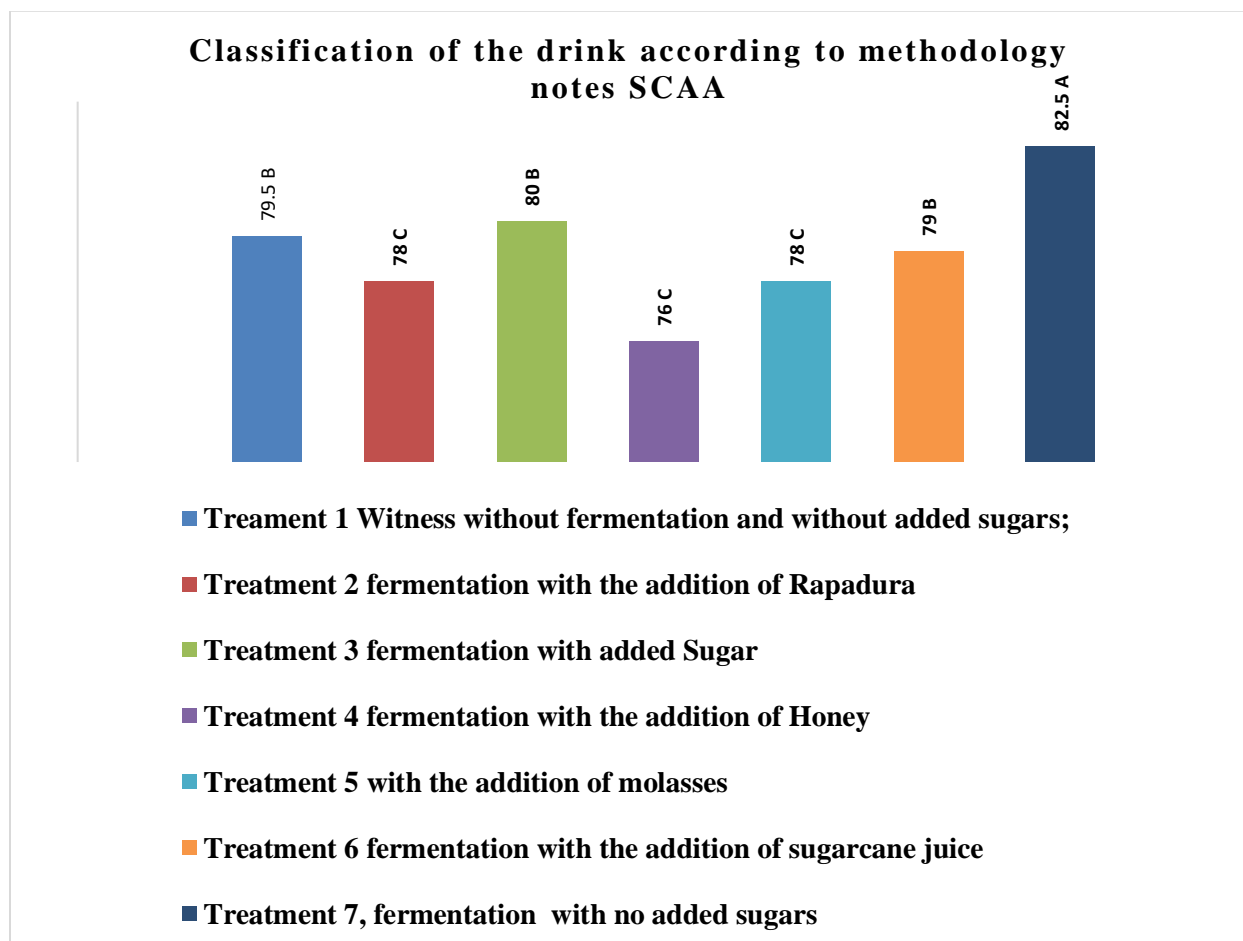 Classification of the drink according to methodology
notes SCAA
79.5 B
78 C
80 B
76 C
78 C
79 B
82.5 A
Treament 1 Witness without fermentation and without added sugars;
Treatment 2 fermentation with the addition of Rapadura
Treatment 3 fermentation with added Sugar
Treatment 4 fermentation with the addition of Honey
Treatment 5 with the addition of molasses
Treatment 6 fermentation with the addition of sugarcane juice
Treatment 7, fermentation with no added sugars